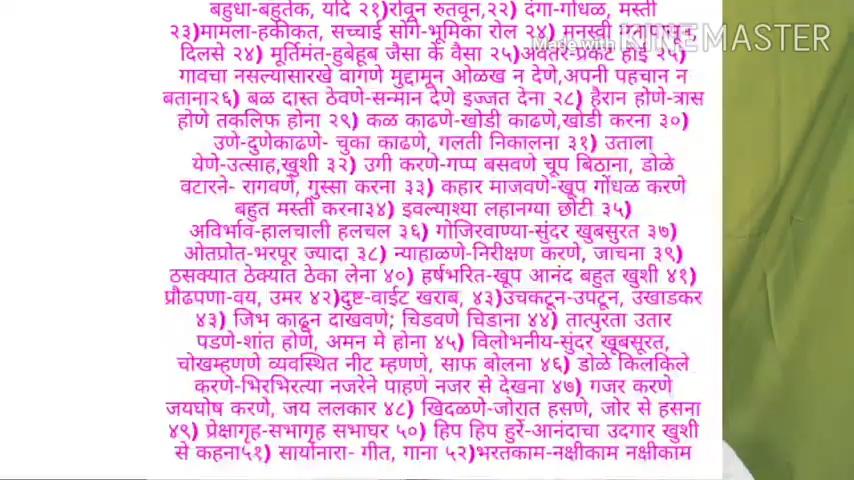 बहुधा-बहुतेक, यदि २१)रोवून रुतवून,२२) दंगा-गोंधळ, मस्ती
२३)मामला-हकीकत, सच्चाई सोंगे-भूमिका रोल २४) मनस्वी
Made with KINEMASTER
दिलसे २४) मूर्तिमंत-हुबेहूब जैसा के वैसा २५)अवतरे-प्रकट होई २५)
गावचा नसल्यासारखे वागणे मुद्दामून ओळख न देणे,अपनी पहचान न
बताना२६) बळ दास्त ठेवणे-सन्मान देणे इज्जत देना २८) हैरान होणे-त्रास
होणे तकलिफ होना २९) कळ काढणे-खोडी काढणे,खोडी करना ३०)
उणे-दुणेकाढणे- चुका काढणे, गलती निकालना ३१) उताला
येणे-उत्साह,खुशी ३२) उगी करणे-गप्प बसवणे चूप बिठाना, डोळे
वटारने- रागवणे, गुस्सा करना ३३) कहार माजवणे-खूप गोंधळ करणे
बहुत मस्ती करना३४) इवल्याश्या लहानग्या छोटी ३५)
अविर्भाव-हालचाली हलचल ३६) गोजिरवाण्या-सुंदर खुबसुरत ३७)
ओतप्रोत-भरपूर ज्यादा ३८) न्याहाळणे-निरीक्षण करणे, जाचना ३९)
ठसक्यात ठेक्यात ठेका लेना ४०) हर्षभरित-खूप आनंद बहुत खुशी ४१)
प्रौढपणा-वय, उमर ४२)दुष्ट-वाईट खराब, ४३)उचकटून-उपटून, उखाडकर
४३) जिभ काढून दाखवणे; चिडवणे चिडाना ४४) तात्पुरता उतार
पडणे-शांत होणे, अमन मे होना ४५) विलोभनीय-सुंदर खूबसूरत,
चोखम्हणणे व्यवस्थित नीट म्हणणे, साफ बोलना ४६) डोळे किलकिले
करणे-भिरभिरत्या नजरेने पाहणे नजर से देखना ४७) गजर करणे
जयघोष करणे, जय ललकार ४८) खिदळणे-जोरात हसणे, जोर से हसना
४९) प्रेक्षागृह-सभागृह सभाघर ५०) हिप हिप हुर्रे-आनंदाचा उदगार खुशी
से कहना५१) सायोनारा- गीत, गाना ५२)भरतकाम-नक्षीकाम नक्षीकाम